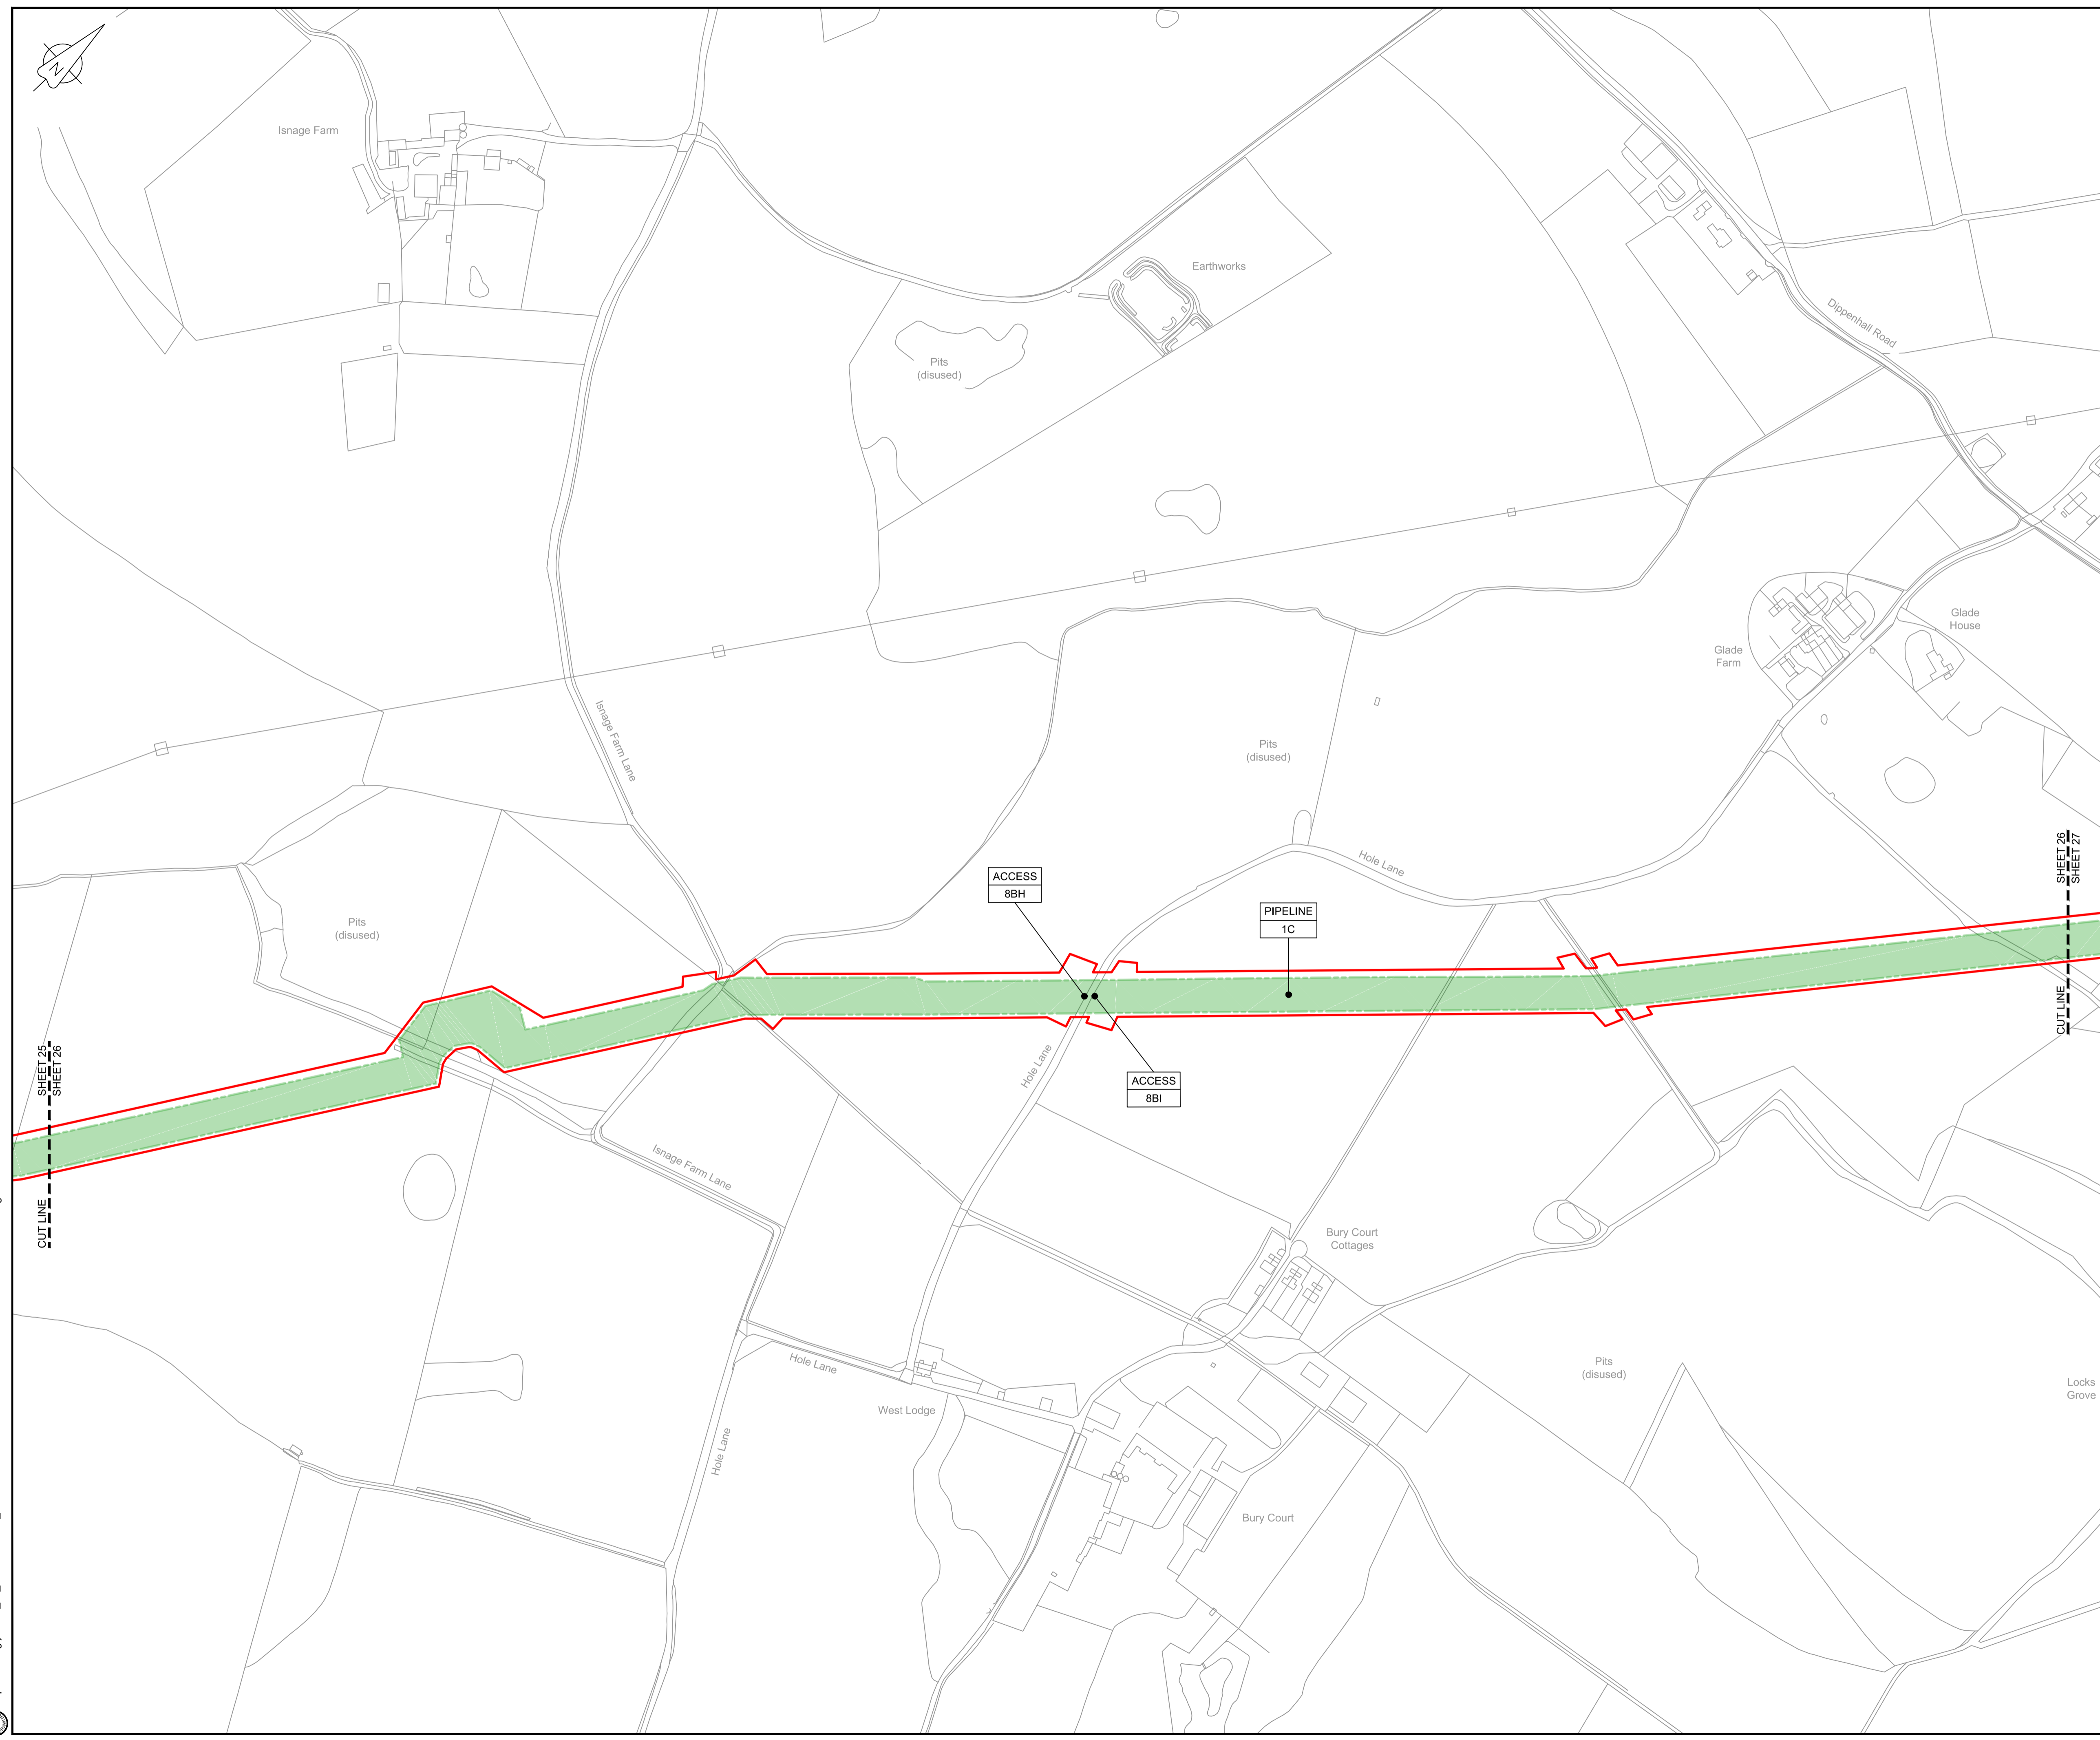 N
Isnage Farm
Earthworks
Dippenhall Road
Pits
(disused)
Glade
House
Glade
Farm
Isnage Farm Lane
Pits
(disused)
SHEET 26
SHEET 27
CUT LINE
Hole Lane
ACCESS
8BH
PIPELINE
1C
Pits
(disused)
SHEET 25
SHEET 26
CUT LINE
Hole Lane
ACCESS
8BI
Isnage Farm Lane
Bury Court
Cottages
Hole Lane
Pits
(disused)
Locks
Grove
West Lodge
Hole Lane
Bury Court